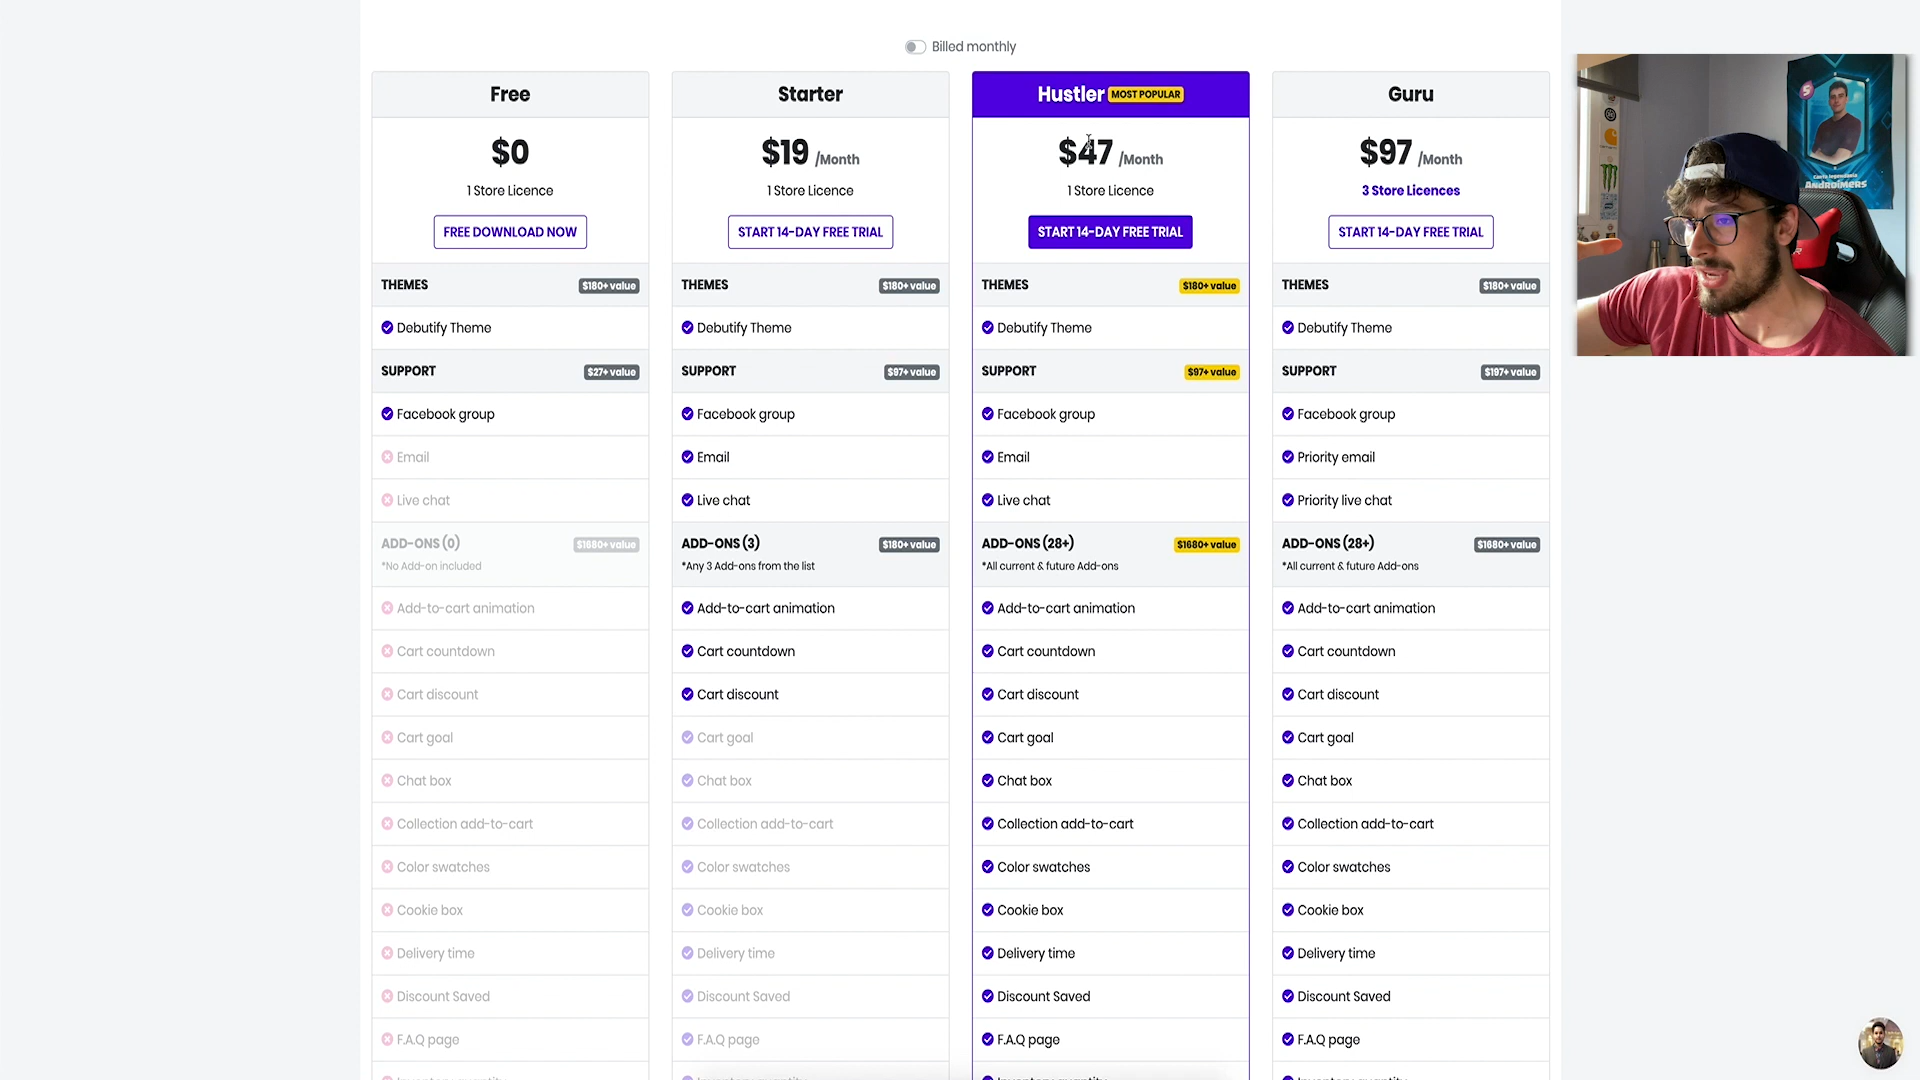 Billed monthly
Free
$0
1 Store Licence
FREE DOWNLOAD NOW
THEMES $180+ value
Debutify Theme
SUPPORT $27+ value
Facebook group
Email
Live chat
ADD-ONS (0) $1680+ value
*No Add-on included
Add-to-cart animation
Cart countdown
Cart discount
Cart goal
Chat box
Collection add-to-cart
Color swatches
Cookie box
Delivery time
Discount Saved
F.A.Q page
Starter
$19 /Month
1 Store Licence
START 14-DAY FREE TRIAL
THEMES $180+ value
Debutify Theme
SUPPORT $97+ value
Facebook group
Email
Live chat
ADD-ONS (3) $180+ value
*Any 3 Add-ons from the list
Add-to-cart animation
Cart countdown
Cart discount
Cart goal
Chat box
Collection add-to-cart
Color swatches
Cookie box
Delivery time
Discount Saved
F.A.Q page
Hustler MOST POPULAR
$47 /Month
1 Store Licence
START 14-DAY FREE TRIAL
THEMES $180+ value
Debutify Theme
SUPPORT $97+ value
Facebook group
Email
Live chat
ADD-ONS (28+) $1680+ value
*All current & future Add-ons
Add-to-cart animation
Cart countdown
Cart discount
Cart goal
Chat box
Collection add-to-cart
Color swatches
Cookie box
Delivery time
Discount Saved
F.A.Q page
Inventory quantity
Guru
$97 /Month
3 Store Licences
START 14-DAY FREE TRIAL
THEMES $180+ value
Debutify Theme
SUPPORT $197+ value
Facebook group
Priority email
Priority live chat
ADD-ONS (28+) $1680+ value
*All current & future Add-ons
Add-to-cart animation
Cart countdown
Cart discount
Cart goal
Chat box
Collection add-to-cart
Color swatches
Cookie box
Delivery time
Discount Saved
F.A.Q page
Carta legendaria
ANDROIMERS